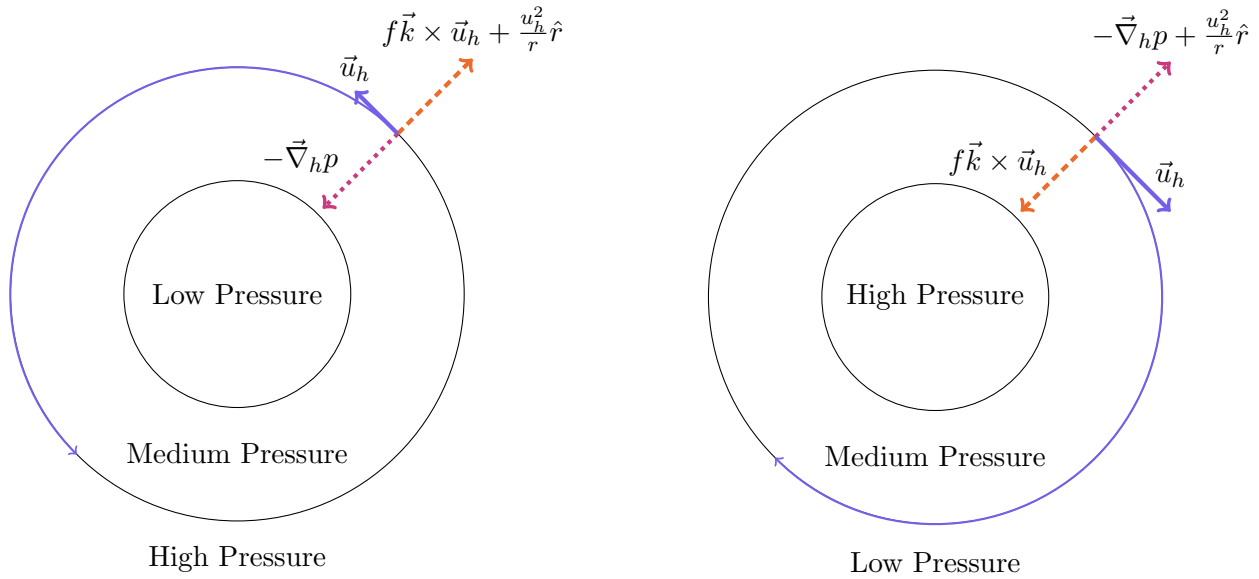 $f\vec{k} \times \vec{u}_h + \frac{u_h^2}{r}\hat{r}$
$\vec{u}_h$
$-\vec{\nabla}_h p$
Low Pressure
Medium Pressure
High Pressure
$-\vec{\nabla}_h p + \frac{u_h^2}{r}\hat{r}$
$f\vec{k} \times \vec{u}_h$
$\vec{u}_h$
High Pressure
Medium Pressure
Low Pressure